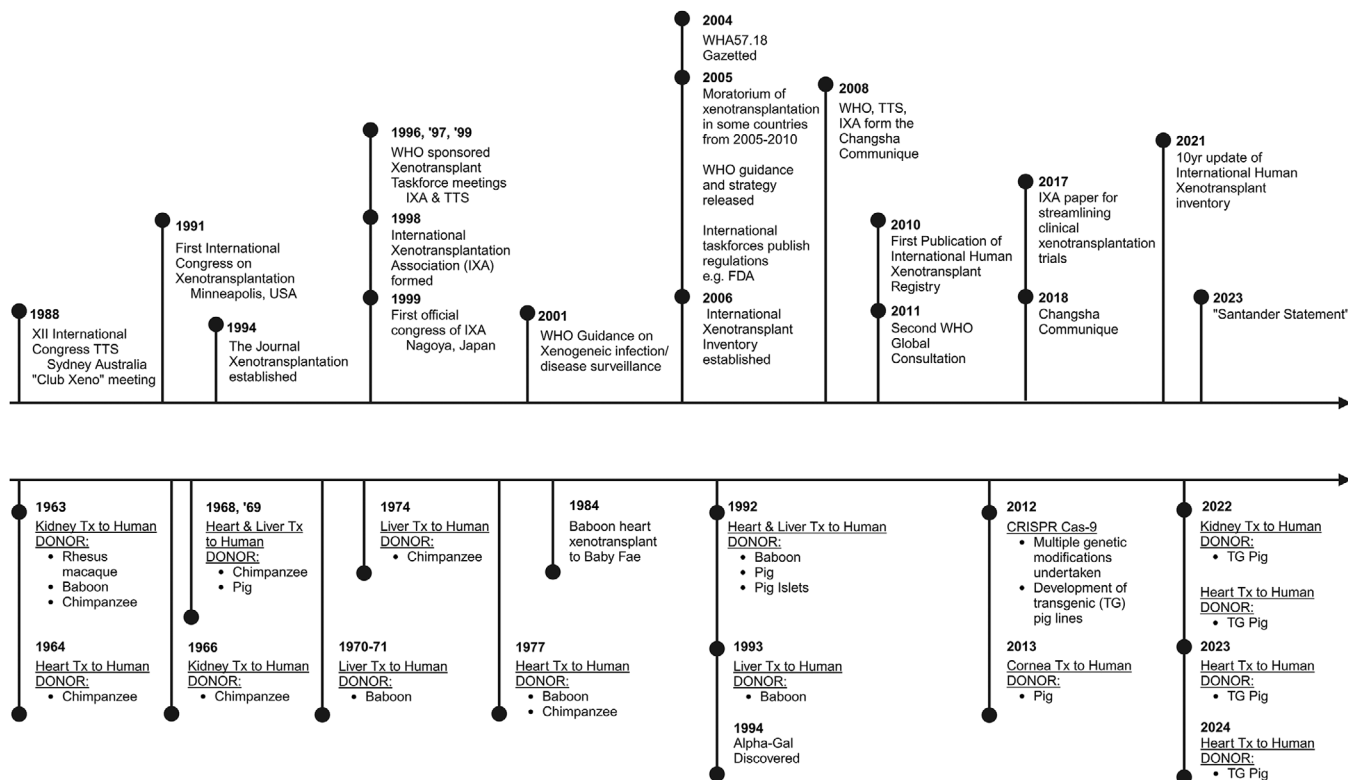 1988
XII International
Congress TTS
Sydney Australia
"Club Xeno" meeting
1991
First International
Congress on
Xenotransplantation
Minneapolis, USA
1994
The Journal
Xenotransplantation
established
1996, '97, '99
WHO sponsored
Xenotransplant
Taskforce meetings
IXA & TTS
1998
International
Xenotransplantation
Association (IXA)
formed
1999
First official
congress of IXA
Nagoya, Japan
2001
WHO Guidance on
Xenogeneic infection/
disease surveillance
2004
WHA57.18
Gazetted
2005
Moratorium of
xenotransplantation
in some countries
from 2005-2010
WHO guidance
and strategy
released
International
taskforces publish
regulations
e.g. FDA
2006
International
Xenotransplant
Inventory
established
2008
WHO, TTS,
IXA form the
Changsha
Communique
2010
First Publication of
International Human
Xenotransplant
Registry
2011
Second WHO
Global
Consultation
2017
IXA paper for
streamlining
clinical
xenotransplantation
trials
2018
Changsha
Communique
2021
10yr update of
International Human
Xenotransplant
inventory
2023
"Santander Statement"
1963
Kidney Tx to Human
DONOR:
• Rhesus
macaque
• Baboon
• Chimpanzee
1964
Heart Tx to Human
DONOR:
• Chimpanzee
1968, '69
Heart & Liver Tx
to Human
DONOR:
• Chimpanzee
• Pig
1966
Kidney Tx to Human
DONOR:
• Chimpanzee
1974
Liver Tx to Human
DONOR:
• Chimpanzee
1970-71
Liver Tx to Human
DONOR:
• Baboon
1984
Baboon heart
xenotransplant
to Baby Fae
1977
Heart Tx to Human
DONOR:
• Baboon
• Chimpanzee
1992
Heart & Liver Tx to Human
DONOR:
• Baboon
• Pig
• Pig Islets
1993
Liver Tx to Human
DONOR:
• Baboon
1994
Alpha-Gal
Discovered
2012
CRISPR Cas-9
• Multiple genetic
modifications
undertaken
• Development of
transgenic (TG)
pig lines
2013
Cornea Tx to Human
DONOR:
• Pig
2022
Kidney Tx to Human
DONOR:
• TG Pig
Heart Tx to Human
DONOR:
• TG Pig
2023
Heart Tx to Human
DONOR:
• TG Pig
2024
Heart Tx to Human
DONOR:
• TG Pig